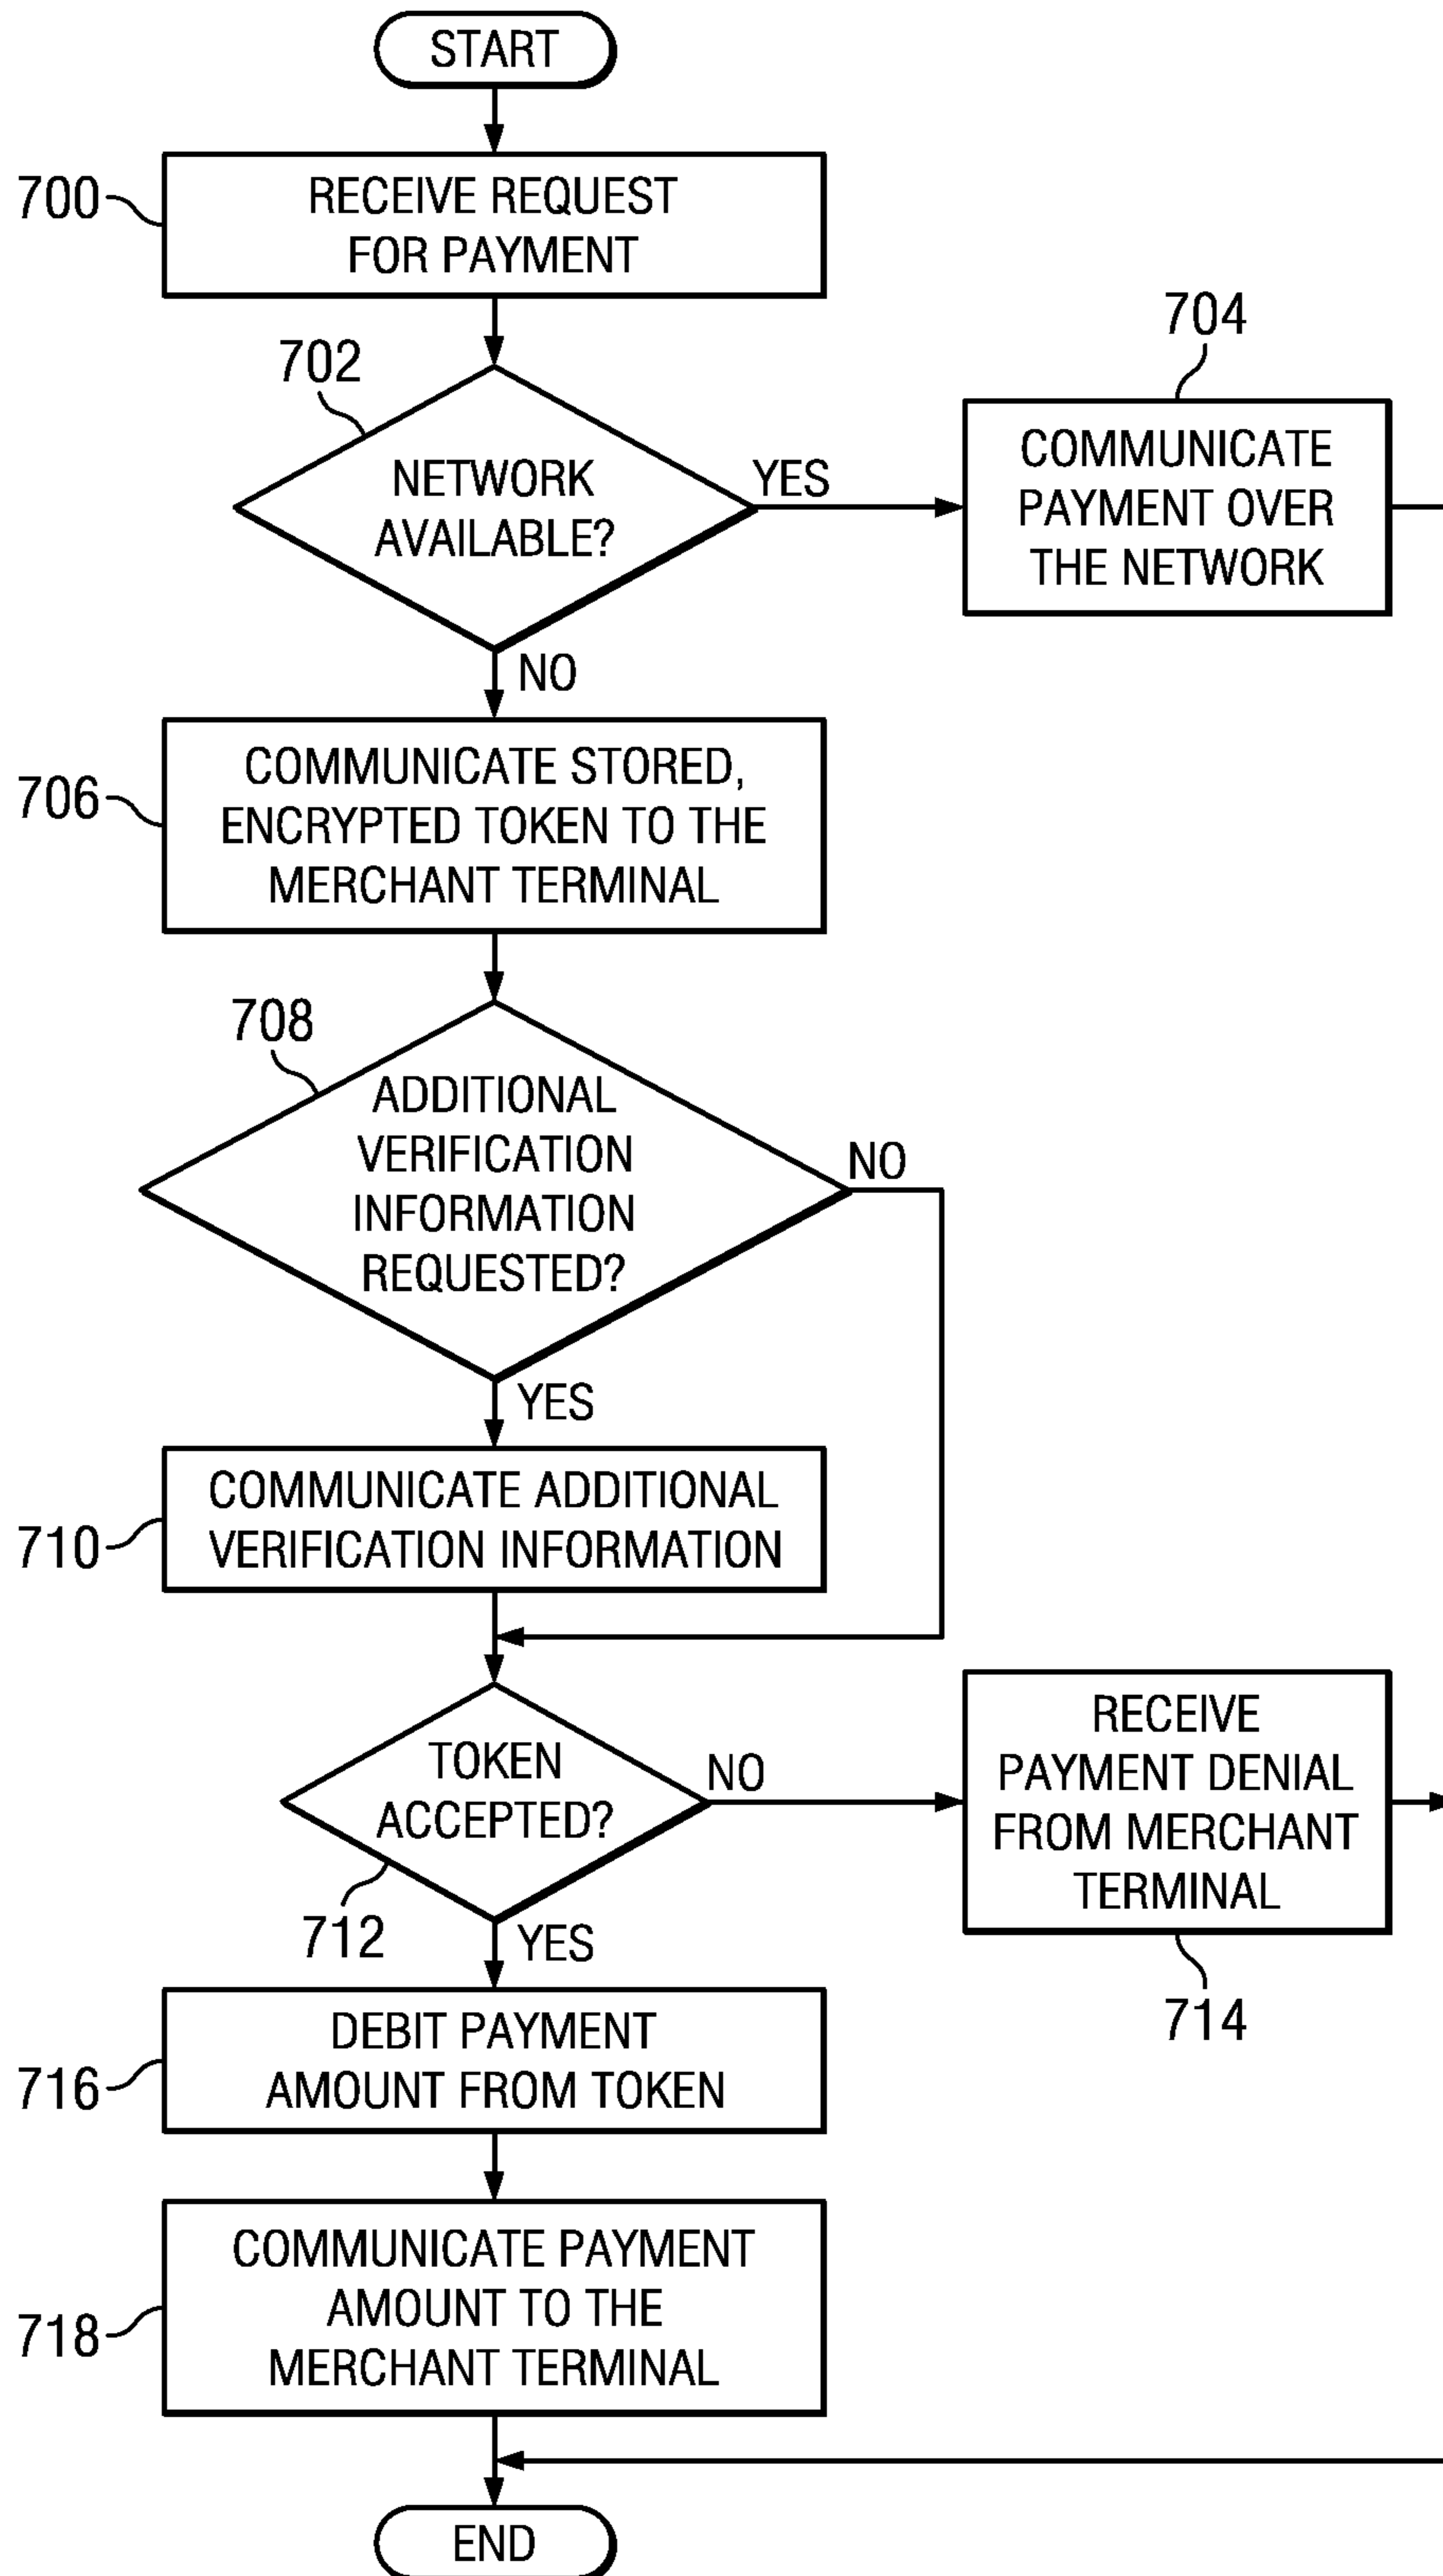 START
700
RECEIVE REQUEST
FOR PAYMENT
702
NETWORK
AVAILABLE?
YES
704
COMMUNICATE
PAYMENT OVER
THE NETWORK
NO
706
COMMUNICATE STORED,
ENCRYPTED TOKEN TO THE
MERCHANT TERMINAL
708
ADDITIONAL
VERIFICATION
INFORMATION
REQUESTED?
NO
YES
710
COMMUNICATE ADDITIONAL
VERIFICATION INFORMATION
712
TOKEN
ACCEPTED?
NO
RECEIVE
PAYMENT DENIAL
FROM MERCHANT
TERMINAL
714
YES
716
DEBIT PAYMENT
AMOUNT FROM TOKEN
718
COMMUNICATE PAYMENT
AMOUNT TO THE
MERCHANT TERMINAL
END